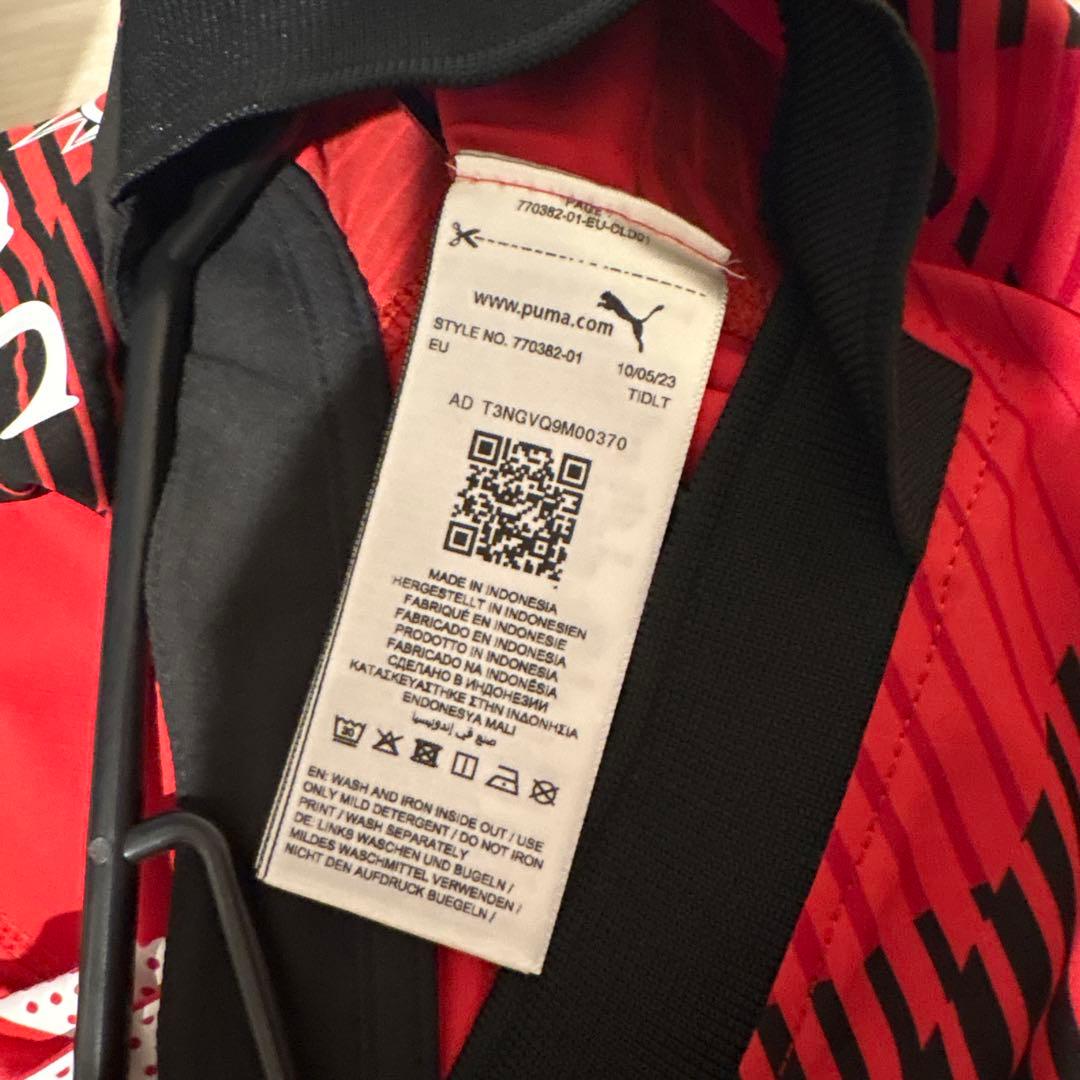 PAGE
770382-01-EU-CLD01
www.puma.com
STYLE NO. 770382-01
EU
10/05/23
TIDLT
AD T3NGVQ9M00370
MADE IN INDONESIA
HERGESTELLT IN INDONESIEN
FABRIQUÉ EN INDONESIE
FABRICADO EN INDONESIA
PRODOTTO IN INDONESIA
FABRICADO NA INDONÉSIA
СДЕЛАНО В ИНДОНЕЗИИ
ΚΑΤΑΣΚΕΥΑΣΤΗΚΕ ΣΤΗΝ ΙΝΔΟΝΗΣΙΑ
ENDONESYA MALI
صنع في إندونيسيا
30
EN: WASH AND IRON INSIDE OUT / USE
ONLY MILD DETERGENT / DO NOT IRON
PRINT / WASH SEPARATELY
DE: LINKS WASCHEN UND BUGELN /
MILDES WASCHMITTEL VERWENDEN /
NICHT DEN AUFDRUCK BUEGELN /